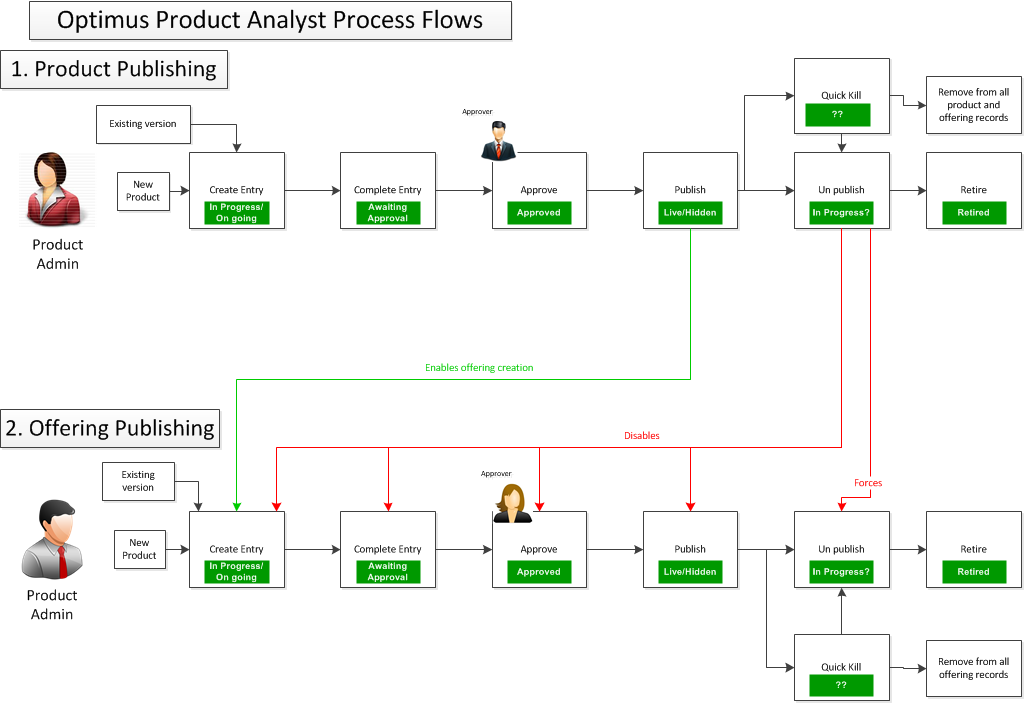 Optimus Product Analyst Process Flows
1. Product Publishing
Existing version
New
Product
Product
Admin
Create Entry
In Progress/
On going
Complete Entry
Awaiting
Approval
Approver
Approve
Approved
Publish
Live/Hidden
Quick Kill
??
Remove from all
product and
offering records
Un publish
In Progress?
Retire
Retired
Enables offering creation
Disables
Forces
2. Offering Publishing
Existing
version
New
Product
Product
Admin
Create Entry
In Progress/
On going
Complete Entry
Awaiting
Approval
Approver
Approve
Approved
Publish
Live/Hidden
Un publish
In Progress?
Retire
Retired
Quick Kill
??
Remove from all
offering records